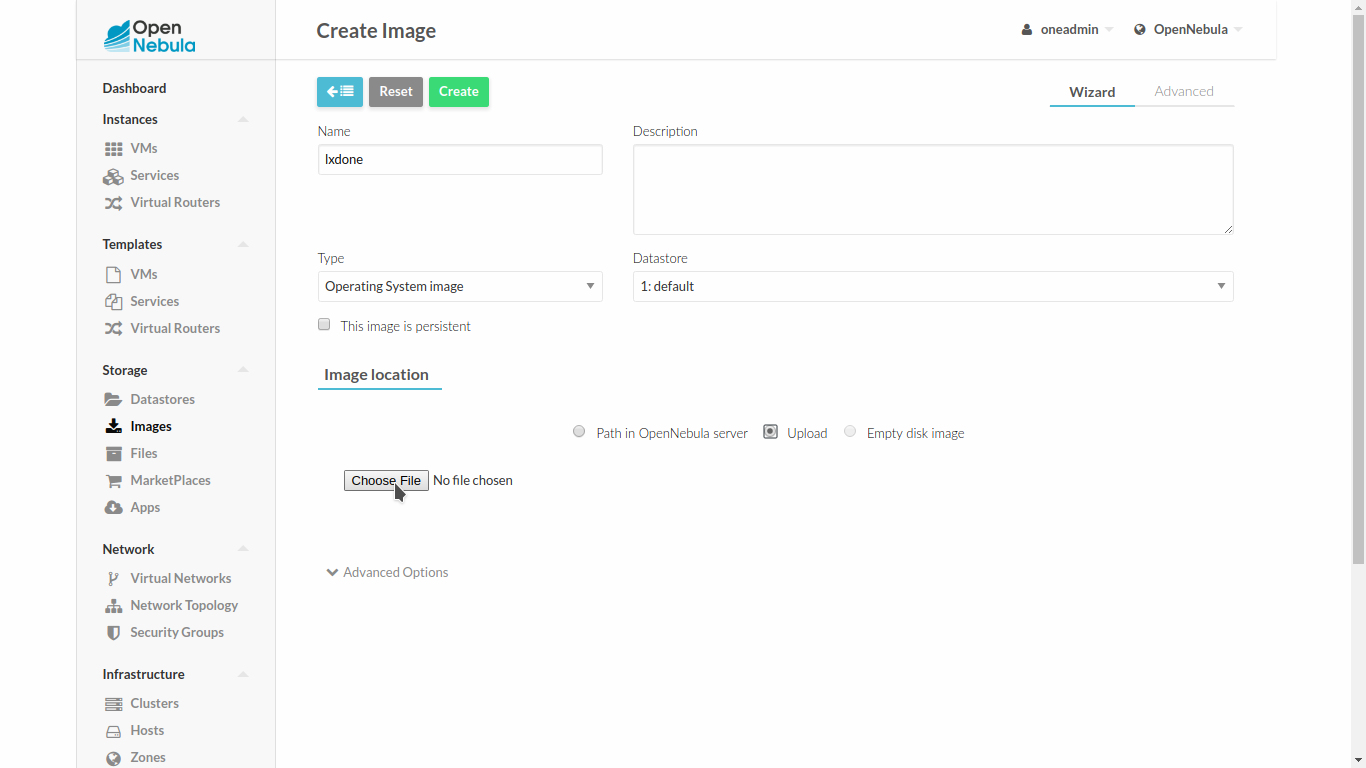 Open
Nebula
Create Image
oneadmin
OpenNebula
Dashboard
Instances
VMs
Services
Virtual Routers
Templates
VMs
Services
Virtual Routers
Storage
Datastores
Images
Files
MarketPlaces
Apps
Network
Virtual Networks
Network Topology
Security Groups
Infrastructure
Clusters
Hosts
Zones
Reset
Create
Wizard
Advanced
Name
Description
lxdone
Type
Datastore
Operating System image
1: default
This image is persistent
Image location
Path in OpenNebula server
Upload
Empty disk image
Choose File
No file chosen
Advanced Options